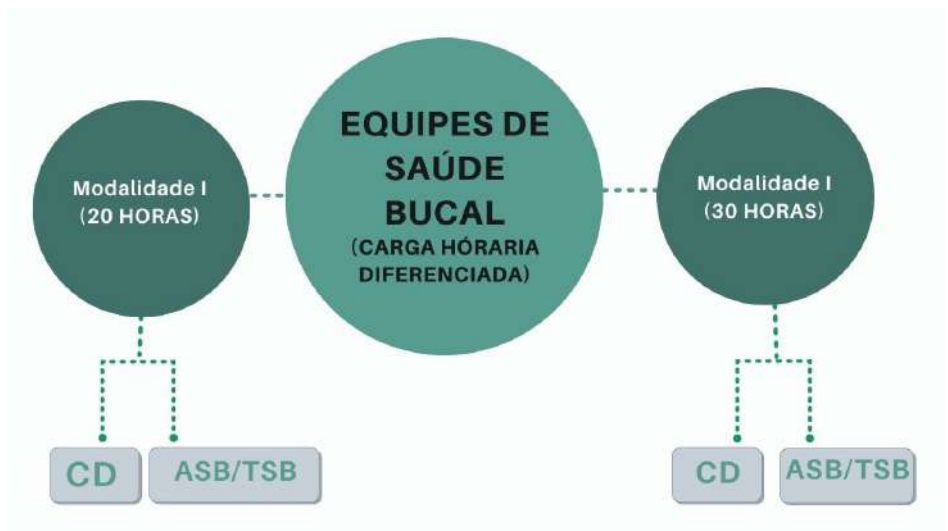 EQUIPES DE
SAÚDE
BUCAL
(CARGA HÓRARIA
DIFERENCIADA)
Modalidade I
(20 HORAS)
CD
ASB/TSB
Modalidade I
(30 HORAS)
CD
ASB/TSB